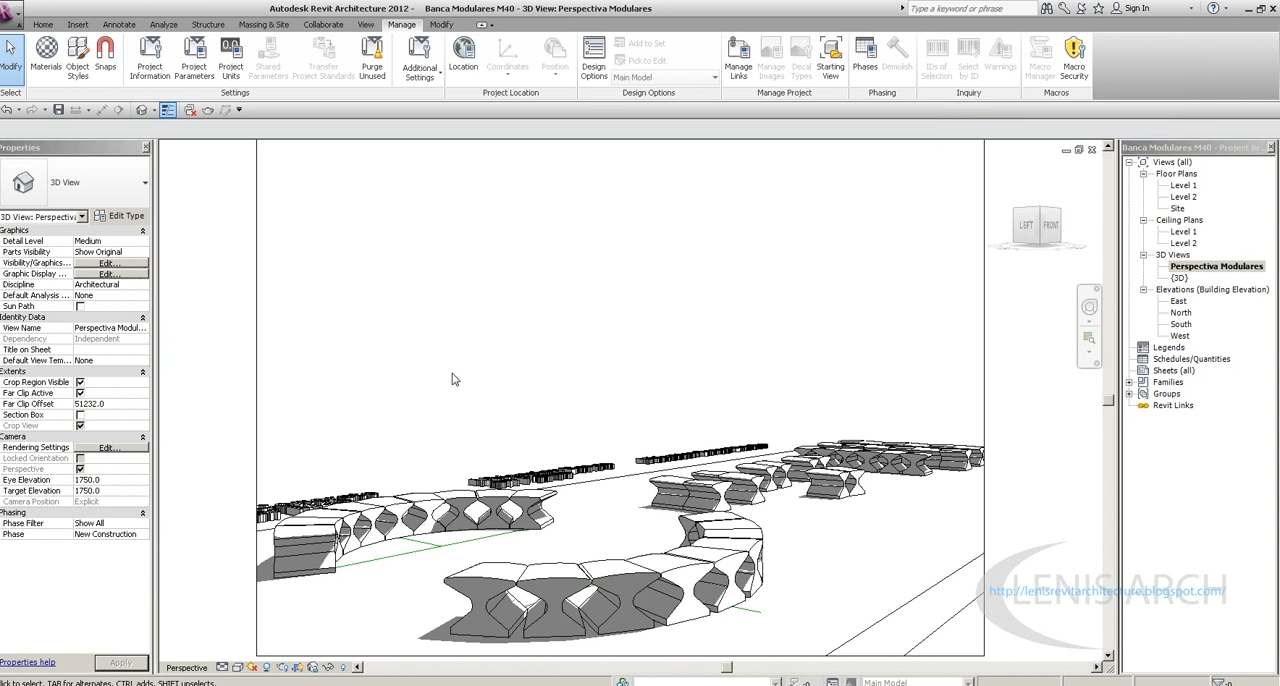 Autodesk Revit Architecture 2012 - Banca Modulares M40 - 3D View: Perspectiva Modulares
Type a keyword or phrase
Sign In
Home Insert Annotate Analyze Structure Massing & Site Collaborate View Manage Modify
Modify
Materials
Object Styles
Snaps
Project Information
Project Parameters
Project Units
Shared Parameters
Transfer Project Standards
Purge Unused
Additional Settings
Location
Coordinates
Position
Design Options
Add to Set
Pick to Edit
Main Model
Manage Links
Manage Images
Decal Types
Starting View
Phases
Demolish
IDs of Selection
Select by ID
Warnings
Macro Manager
Macro Security
Select
Settings
Project Location
Design Options
Manage Project
Phasing
Inquiry
Macros
Properties
3D View
3D View: Perspectiv
Edit Type
Graphics
Detail Level Medium
Parts Visibility Show Original
Visibility/Graphics... Edit...
Graphic Display ... Edit...
Discipline Architectural
Default Analysis ... None
Sun Path
Identity Data
View Name Perspectiva Modul...
Dependency Independent
Title on Sheet
Default View Tem... None
Extents
Crop Region Visible
Far Clip Active
Far Clip Offset 51232.0
Section Box
Crop View
Camera
Rendering Settings Edit...
Locked Orientation
Perspective
Eye Elevation 1750.0
Target Elevation 1750.0
Camera Position Explicit
Phasing
Phase Filter Show All
Phase New Construction
Properties help
Apply
LEFT FRONT
Banca Modulares M40 - Project Br...
Views (all)
Floor Plans
Level 1
Level 2
Site
Ceiling Plans
Level 1
Level 2
3D Views
Perspectiva Modulares
{3D}
Elevations (Building Elevation)
East
North
South
West
Legends
Schedules/Quantities
Sheets (all)
Families
Groups
Revit Links
LENIS ARCH
http://lenisrevitarchitecture.blogspot.com/
Perspective
lick to select, TAB for alternates, CTRL adds, SHIFT unselects.
Main Model